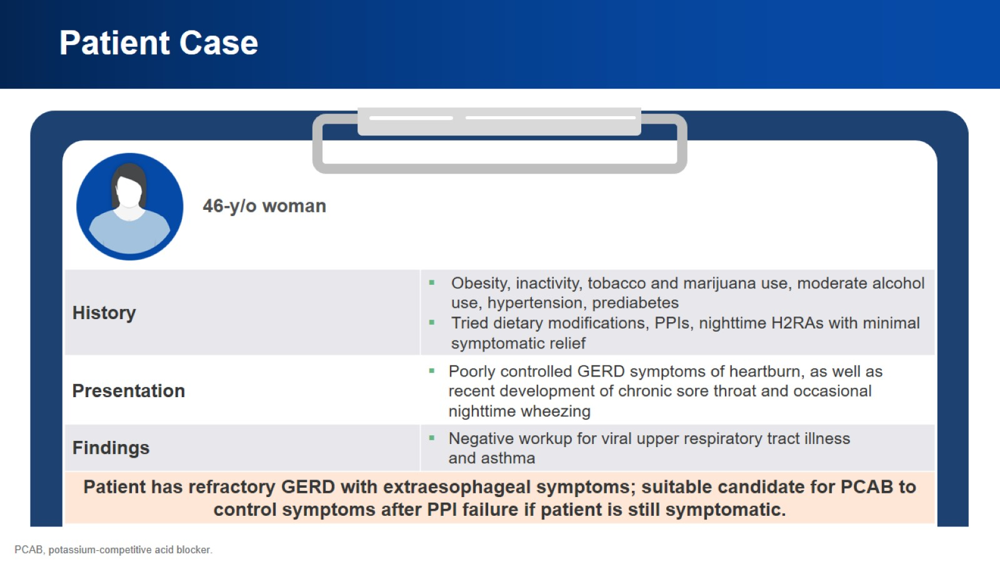 Patient Case
46-y/o woman
History
▪ Obesity, inactivity, tobacco and marijuana use, moderate alcohol
use, hypertension, prediabetes
▪ Tried dietary modifications, PPIs, nighttime H2RAs with minimal
symptomatic relief
Presentation
▪ Poorly controlled GERD symptoms of heartburn, as well as
recent development of chronic sore throat and occasional
nighttime wheezing
Findings
▪ Negative workup for viral upper respiratory tract illness
and asthma
Patient has refractory GERD with extraesophageal symptoms; suitable candidate for PCAB to
control symptoms after PPI failure if patient is still symptomatic.
PCAB, potassium-competitive acid blocker.